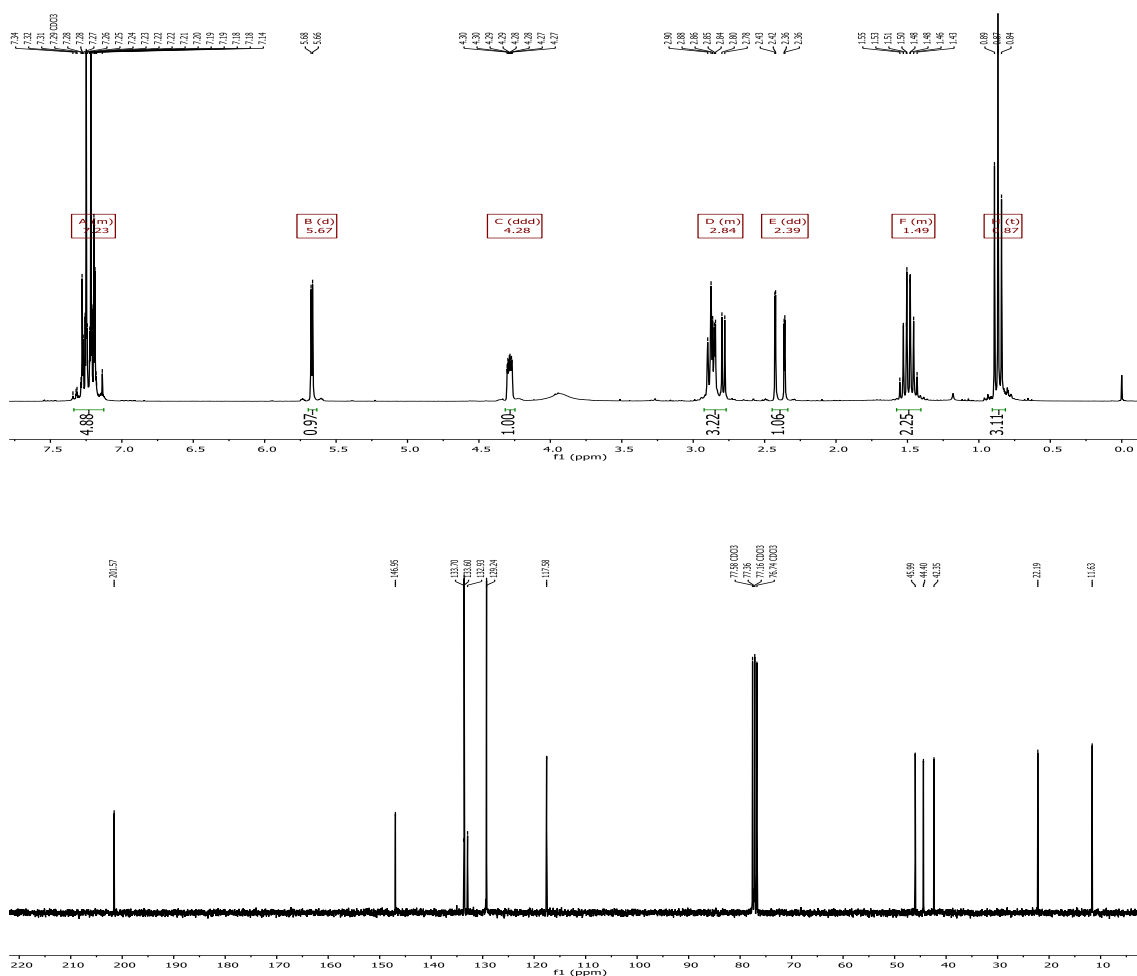 7.34 7.32 7.31 7.29 CDCl3 7.28 7.28 7.27 7.26 7.25 7.24 7.23 7.22 7.22 7.21 7.20 7.19 7.19 7.18 7.18 7.14 5.68 5.66 4.30 4.30 4.29 4.29 4.28 4.28 4.27 4.27 2.90 2.88 2.86 2.85 2.84 2.80 2.78 2.43 2.42 2.36 2.36 1.55 1.53 1.51 1.50 1.48 1.48 1.46 1.43 0.89 0.87 0.84
A (m) B (d) C (ddd) D (m) E (dd) F (m) (t)
7.23 5.67 4.28 2.84 2.39 1.49 0.87
4.88 0.97 1.00 3.22 1.06 2.25 3.11
7.5 7.0 6.5 6.0 5.5 5.0 4.5 4.0 3.5 3.0 2.5 2.0 1.5 1.0 0.5 0.0
f1 (ppm)
201.57 146.95 133.70 133.60 132.93 129.24 117.58 77.58 CDCl3 77.36 77.16 CDCl3 76.74 CDCl3 45.99 44.40 42.35 22.19 11.63
220 210 200 190 180 170 160 150 140 130 120 110 100 90 80 70 60 50 40 30 20 10
f1 (ppm)